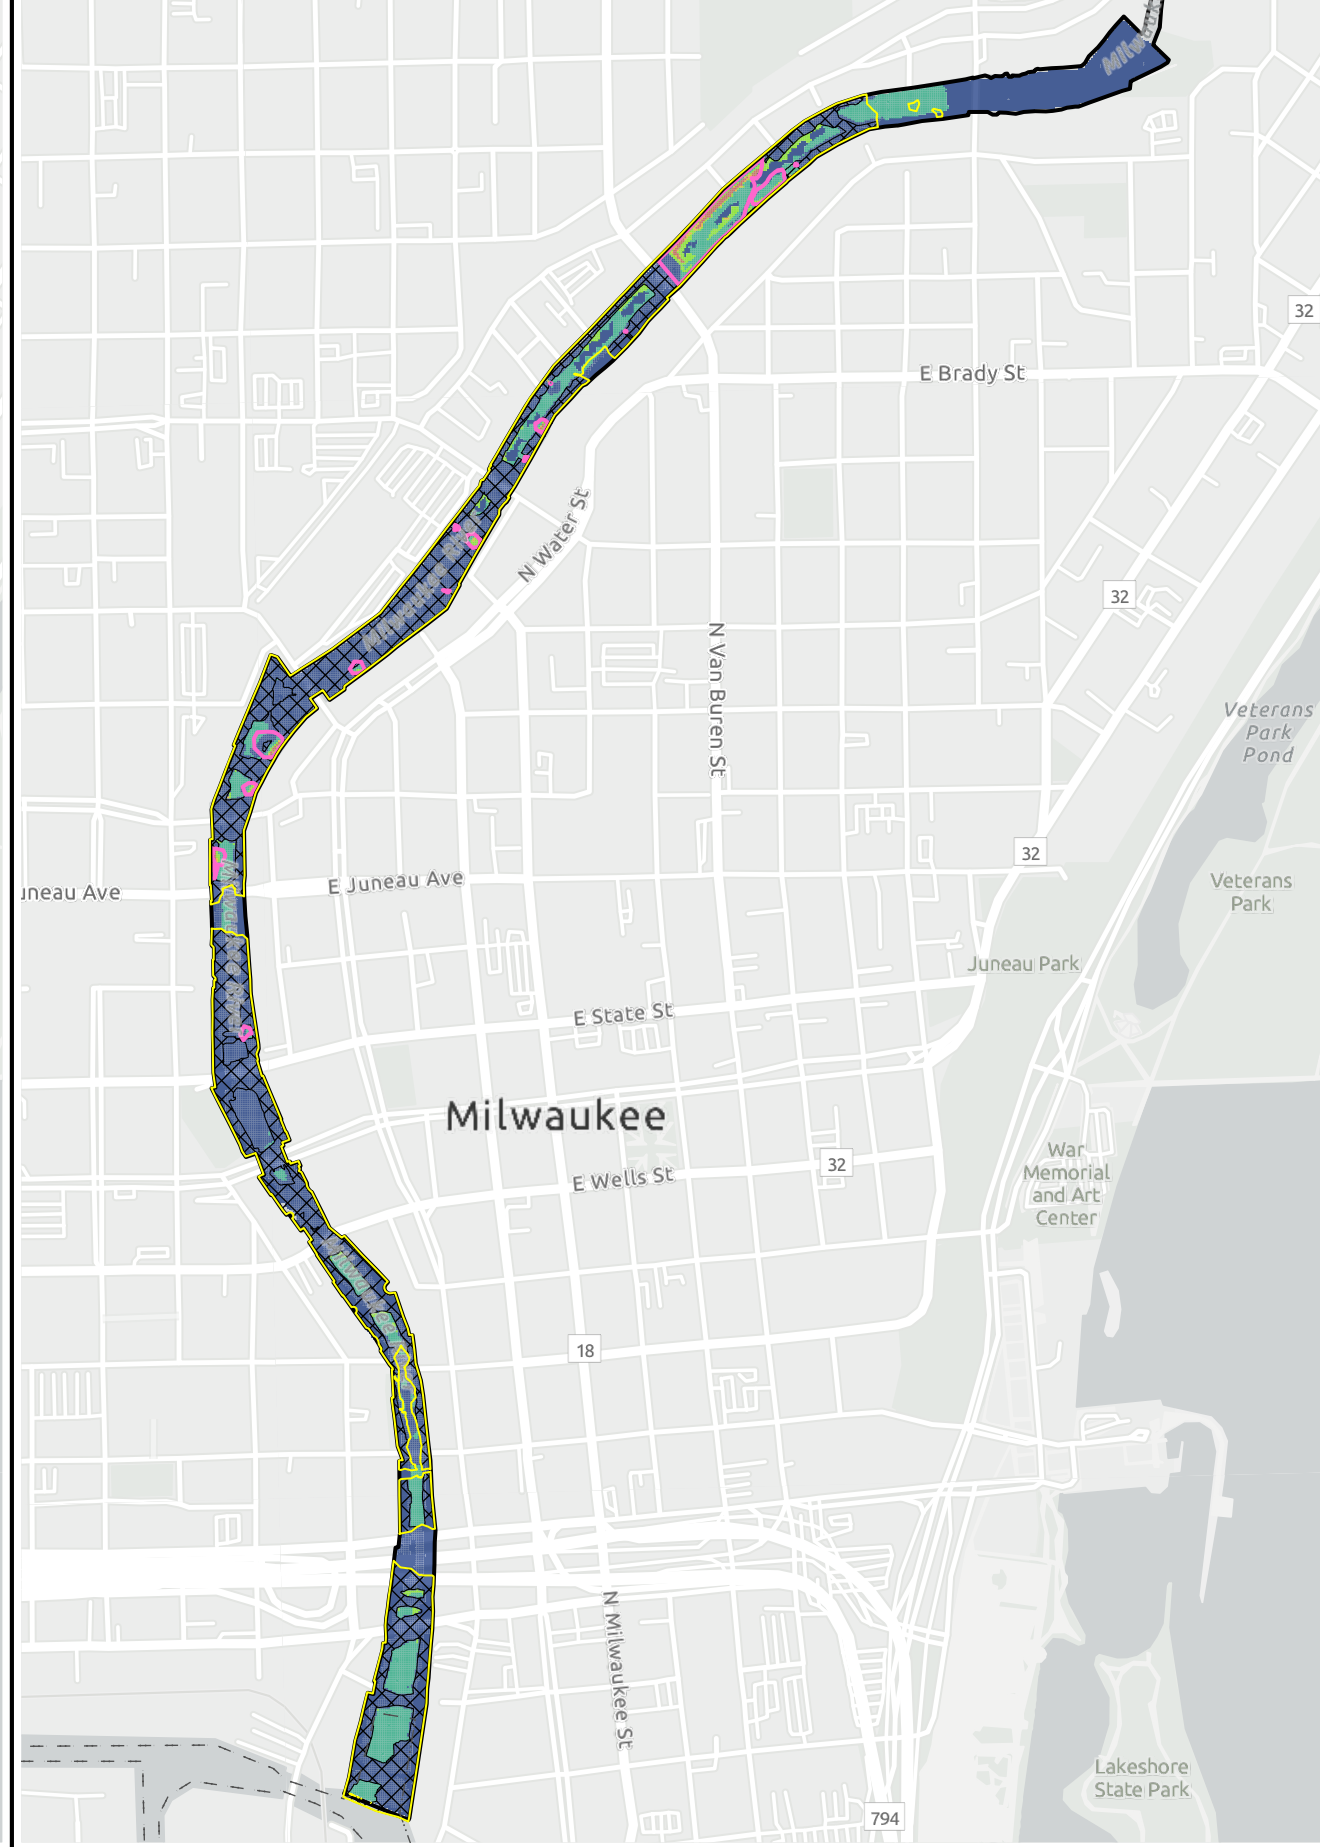 32
E Brady St
N Water St
32
Milwaukee River
N Van Buren St
Veterans
Park
Pond
32
Veterans
Park
uneau Ave
E Juneau Ave
Juneau Park
E State St
Milwaukee
War
Memorial
and Art
Center
32
E Wells St
18
N Milwaukee St
Lakeshore
State Park
794